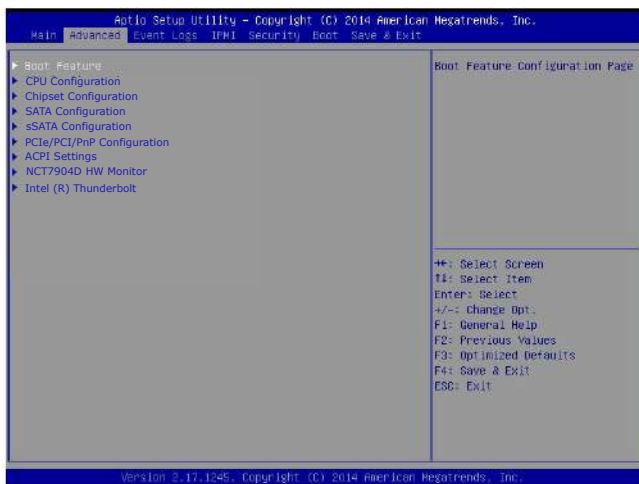 Aptio Setup Utility – Copyright (C) 2014 American Megatrends, Inc.
Main Advanced Event Logs IPMI Security Boot Save & Exit
Boot Feature
CPU Configuration
Chipset Configuration
SATA Configuration
sSATA Configuration
PCIe/PCI/PnP Configuration
ACPI Settings
NCT7904D HW Monitor
Intel (R) Thunderbolt
Boot Feature Configuration Page
→←: Select Screen
↑↓: Select Item
Enter: Select
+/-: Change Opt.
F1: General Help
F2: Previous Values
F3: Optimized Defaults
F4: Save & Exit
ESC: Exit
Version 2.17.1245. Copyright (C) 2014 American Megatrends, Inc.